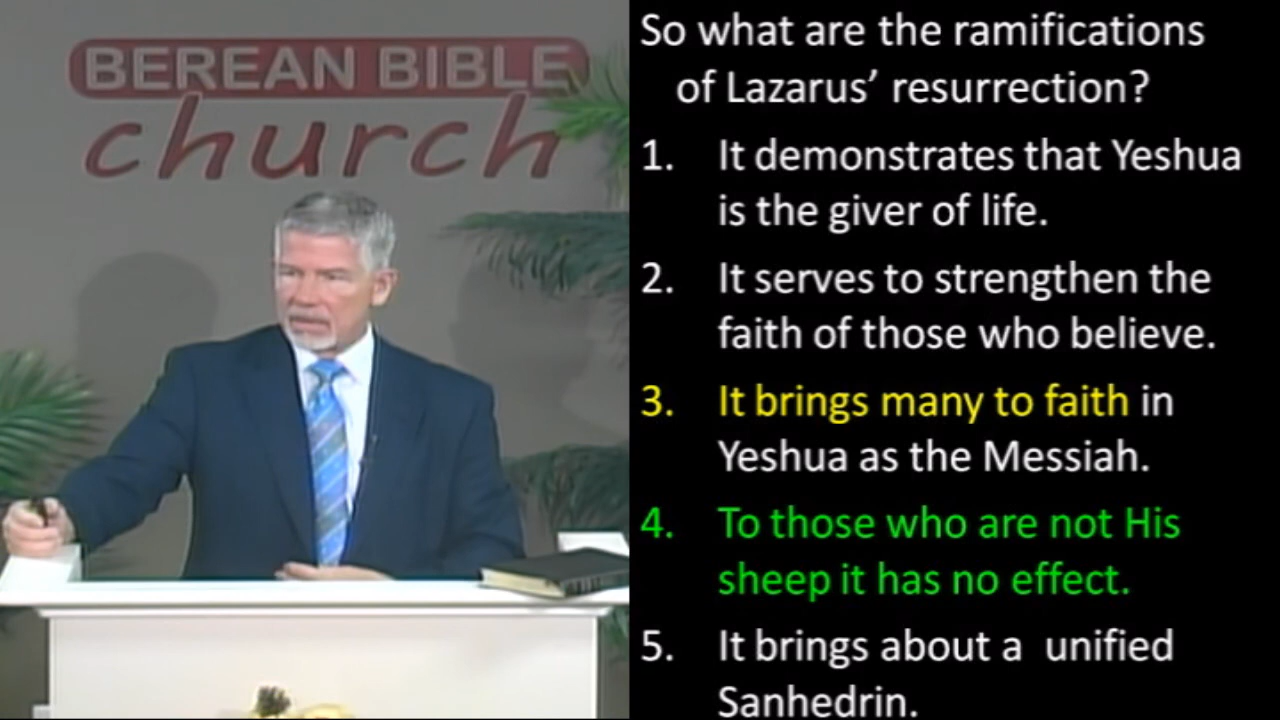 BEREAN BIBLE
church
So what are the ramifications
of Lazarus’ resurrection?
1. It demonstrates that Yeshua
is the giver of life.
2. It serves to strengthen the
faith of those who believe.
3. It brings many to faith in
Yeshua as the Messiah.
4. To those who are not His
sheep it has no effect.
5. It brings about a  unified
Sanhedrin.